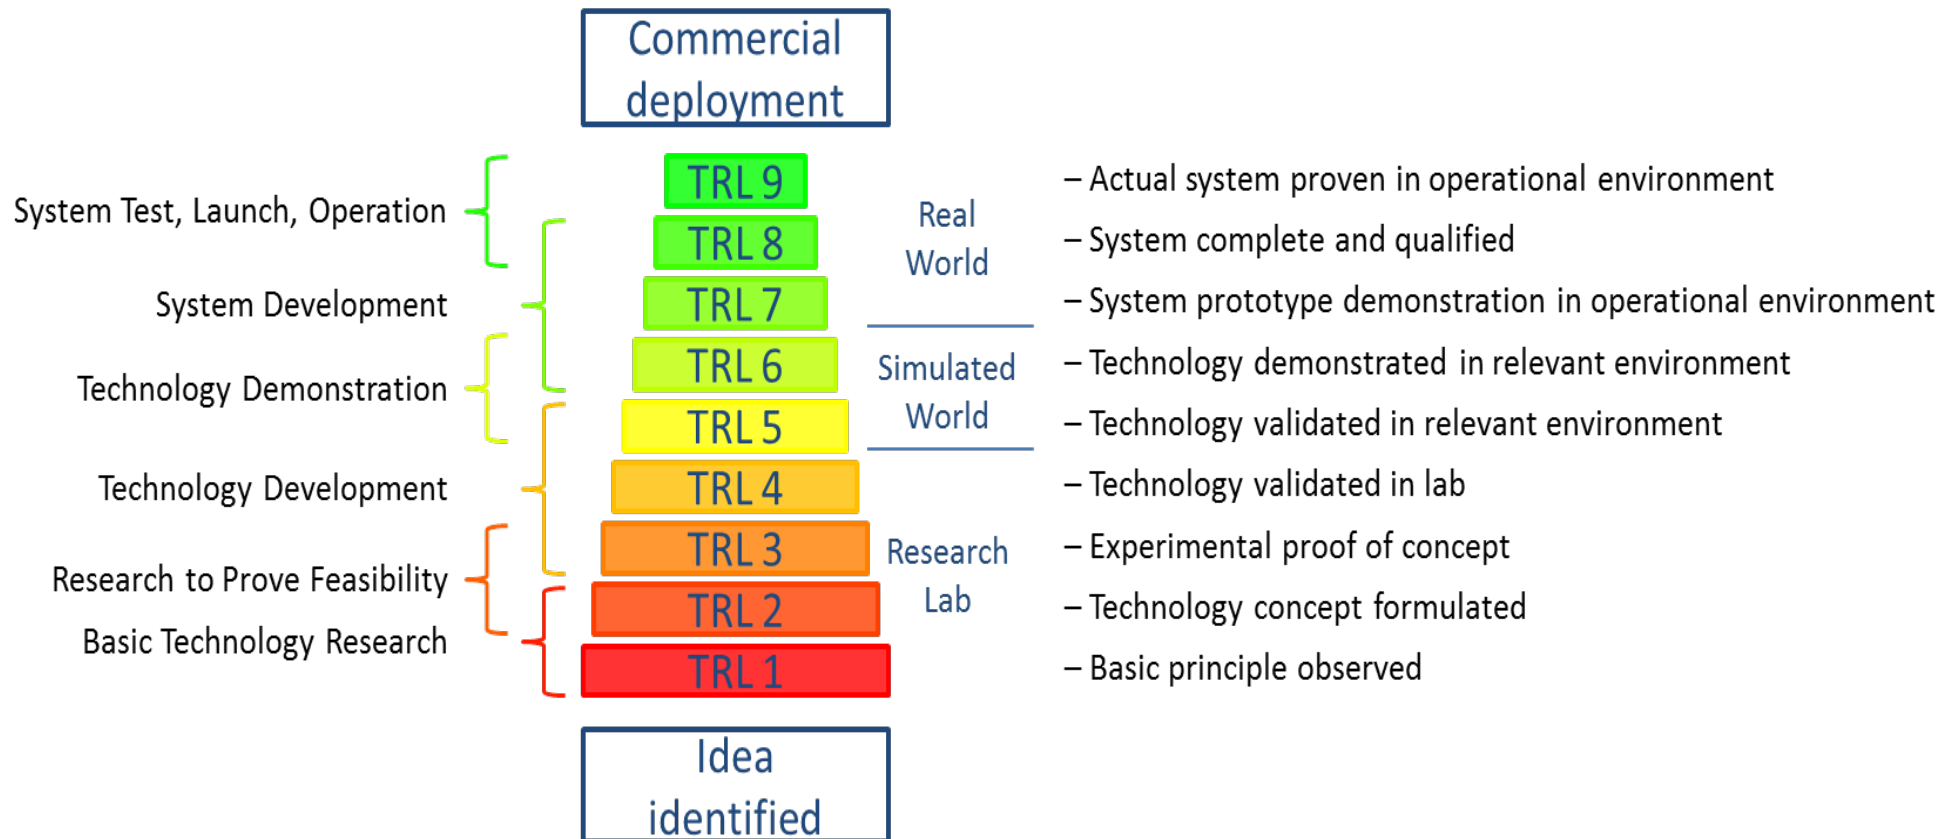 Commercial
deployment
System Test, Launch, Operation
System Development
Technology Demonstration
Technology Development
Research to Prove Feasibility
Basic Technology Research
TRL 9
TRL 8
TRL 7
TRL 6
TRL 5
TRL 4
TRL 3
TRL 2
TRL 1
Real
World
Simulated
World
Research
Lab
– Actual system proven in operational environment
– System complete and qualified
– System prototype demonstration in operational environment
– Technology demonstrated in relevant environment
– Technology validated in relevant environment
– Technology validated in lab
– Experimental proof of concept
– Technology concept formulated
– Basic principle observed
Idea
identified